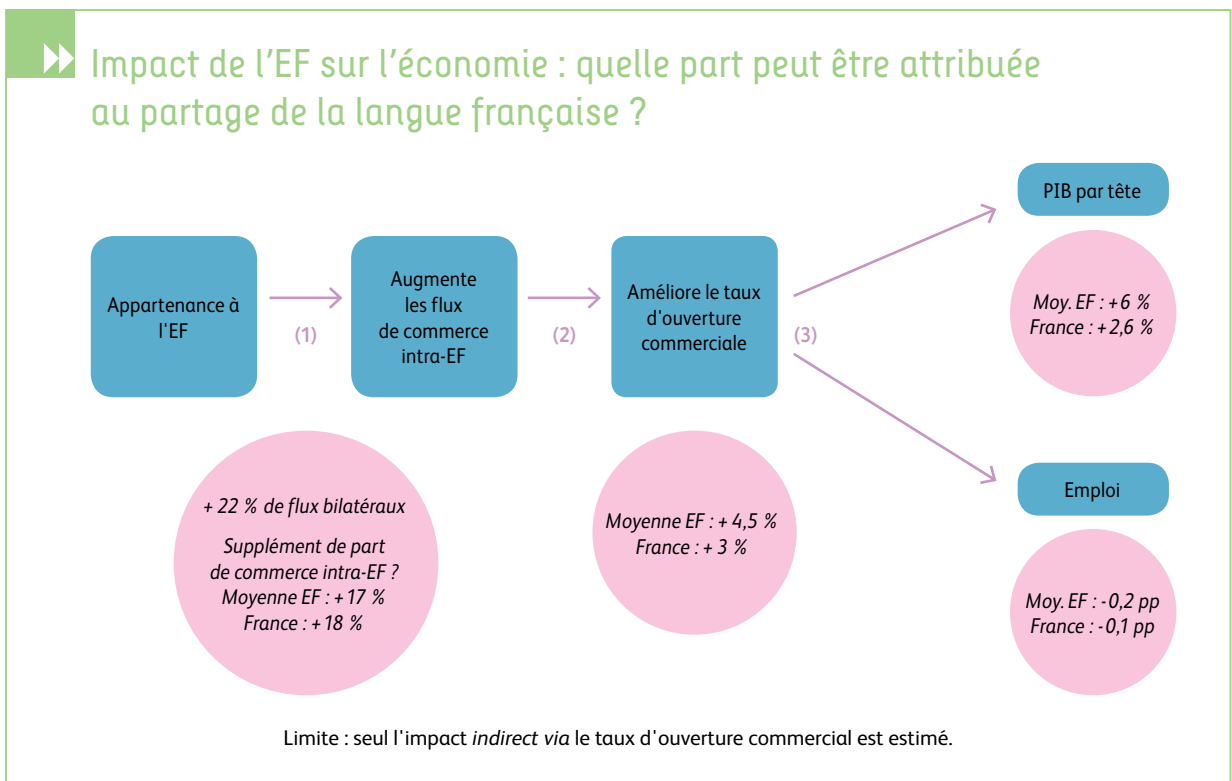 Impact de l'EF sur l'économie : quelle part peut être attribuée
au partage de la langue française ?
Appartenance à
l'EF
(1)
Augmente
les flux
de commerce
intra-EF
(2)
Améliore le taux
d'ouverture
commerciale
(3)
PIB par tête
Moy. EF : +6 %
France : +2,6 %
+ 22 % de flux bilatéraux
Supplément de part
de commerce intra-EF ?
Moyenne EF : +17 %
France : +18 %
Moyenne EF : + 4,5 %
France : + 3 %
Emploi
Moy. EF : -0,2 pp
France : -0,1 pp
Limite : seul l'impact indirect via le taux d'ouverture commercial est estimé.